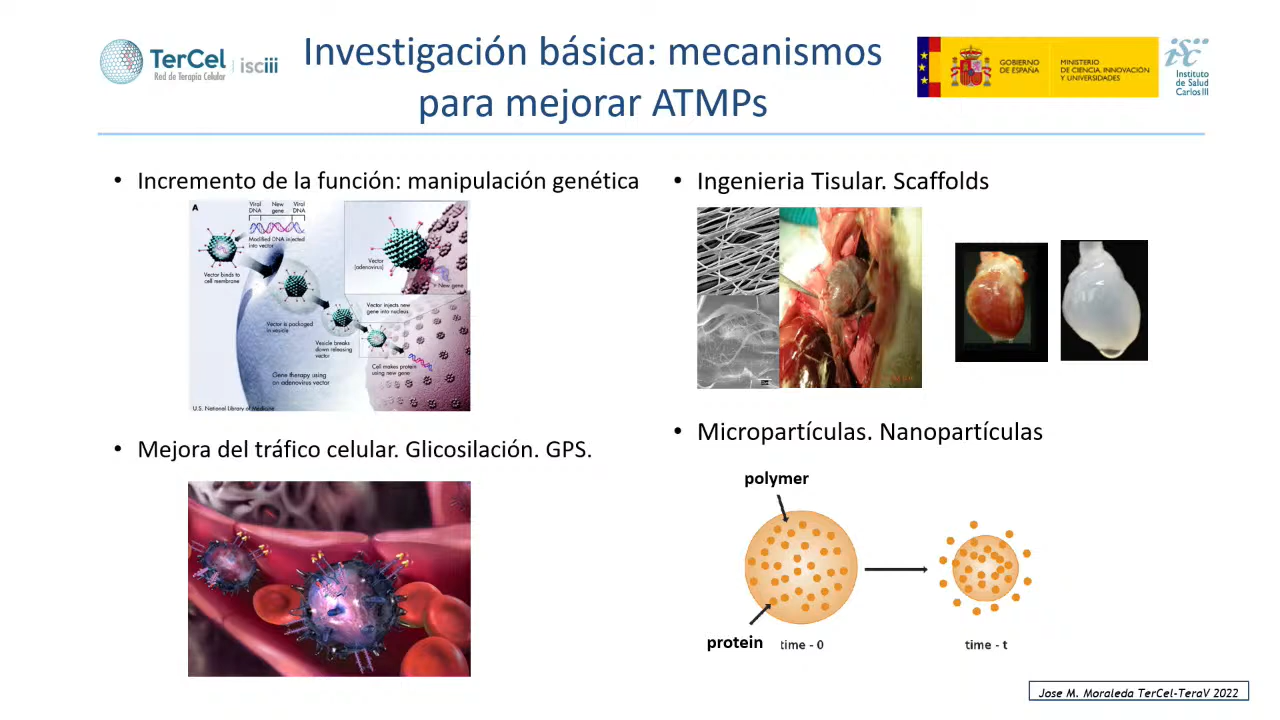 TerCel
Red de Terapia Celular
isciii
Investigación básica: mecanismos
para mejorar ATMPs
GOBIERNO
DE ESPAÑA
MINISTERIO
DE CIENCIA, INNOVACIÓN
Y UNIVERSIDADES
isc
Instituto
de Salud
Carlos III
• Incremento de la función: manipulación genética
A
Viral
DNA
New
gene
Viral
DNA
Modified DNA injected
into vector
Vector binds to
cell membrane
Vector
(adenovirus)
New gene
Vector is packaged
in vesicle
Vector injects new
gene into nucleus
Vesicle breaks
down releasing
vector
Cell makes protein
using new gene
Gene therapy using
an adenovirus vector
U.S. National Library of Medicine
• Mejora del tráfico celular. Glicosilación. GPS.
• Ingenieria Tisular. Scaffolds
• Micropartículas. Nanopartículas
polymer
protein
time - 0
time - t
Jose M. Moraleda TerCel-TeraV 2022